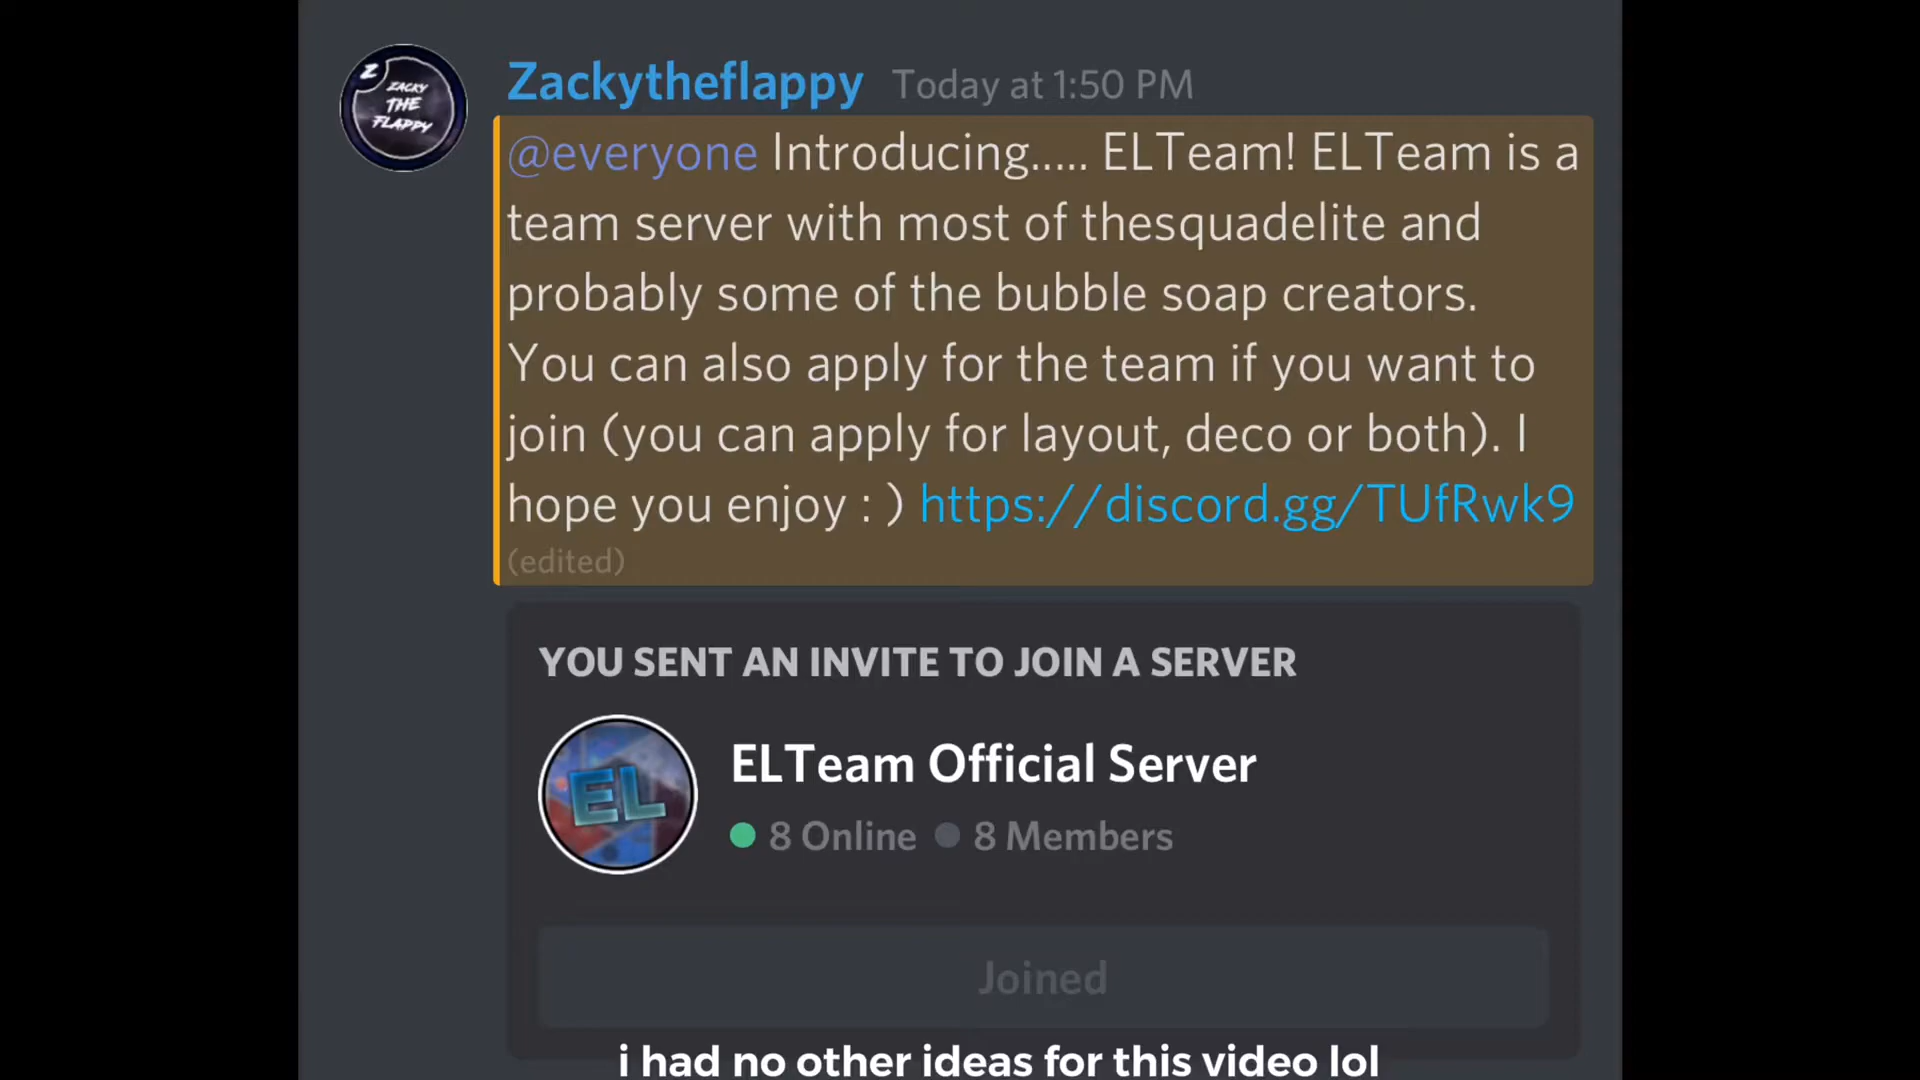 Z
ZACKY
THE
FLAPPY
Zackytheflappy Today at 1:50 PM
@everyone Introducing..... ELTeam! ELTeam is a
team server with most of thesquadelite and
probably some of the bubble soap creators.
You can also apply for the team if you want to
join (you can apply for layout, deco or both). I
hope you enjoy : ) https://discord.gg/TUfRwk9
(edited)
YOU SENT AN INVITE TO JOIN A SERVER
EL
ELTeam Official Server
8 Online 8 Members
Joined
i had no other ideas for this video lol